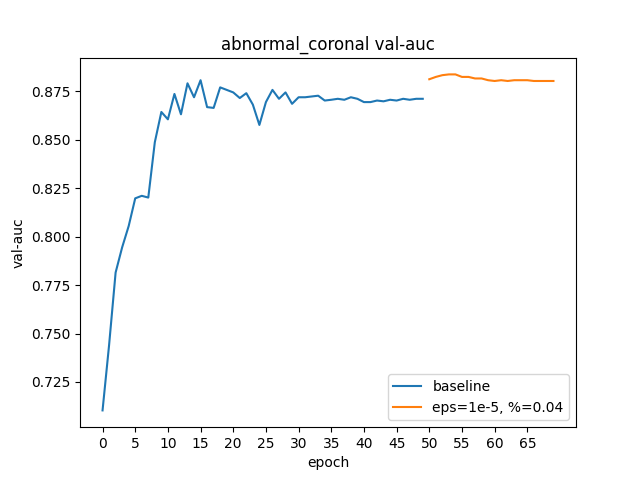 abnormal_coronal val-auc
val-auc
0.875
0.850
0.825
0.800
0.775
0.750
0.725
baseline
eps=1e-5, %=0.04
0 5 10 15 20 25 30 35 40 45 50 55 60 65
epoch